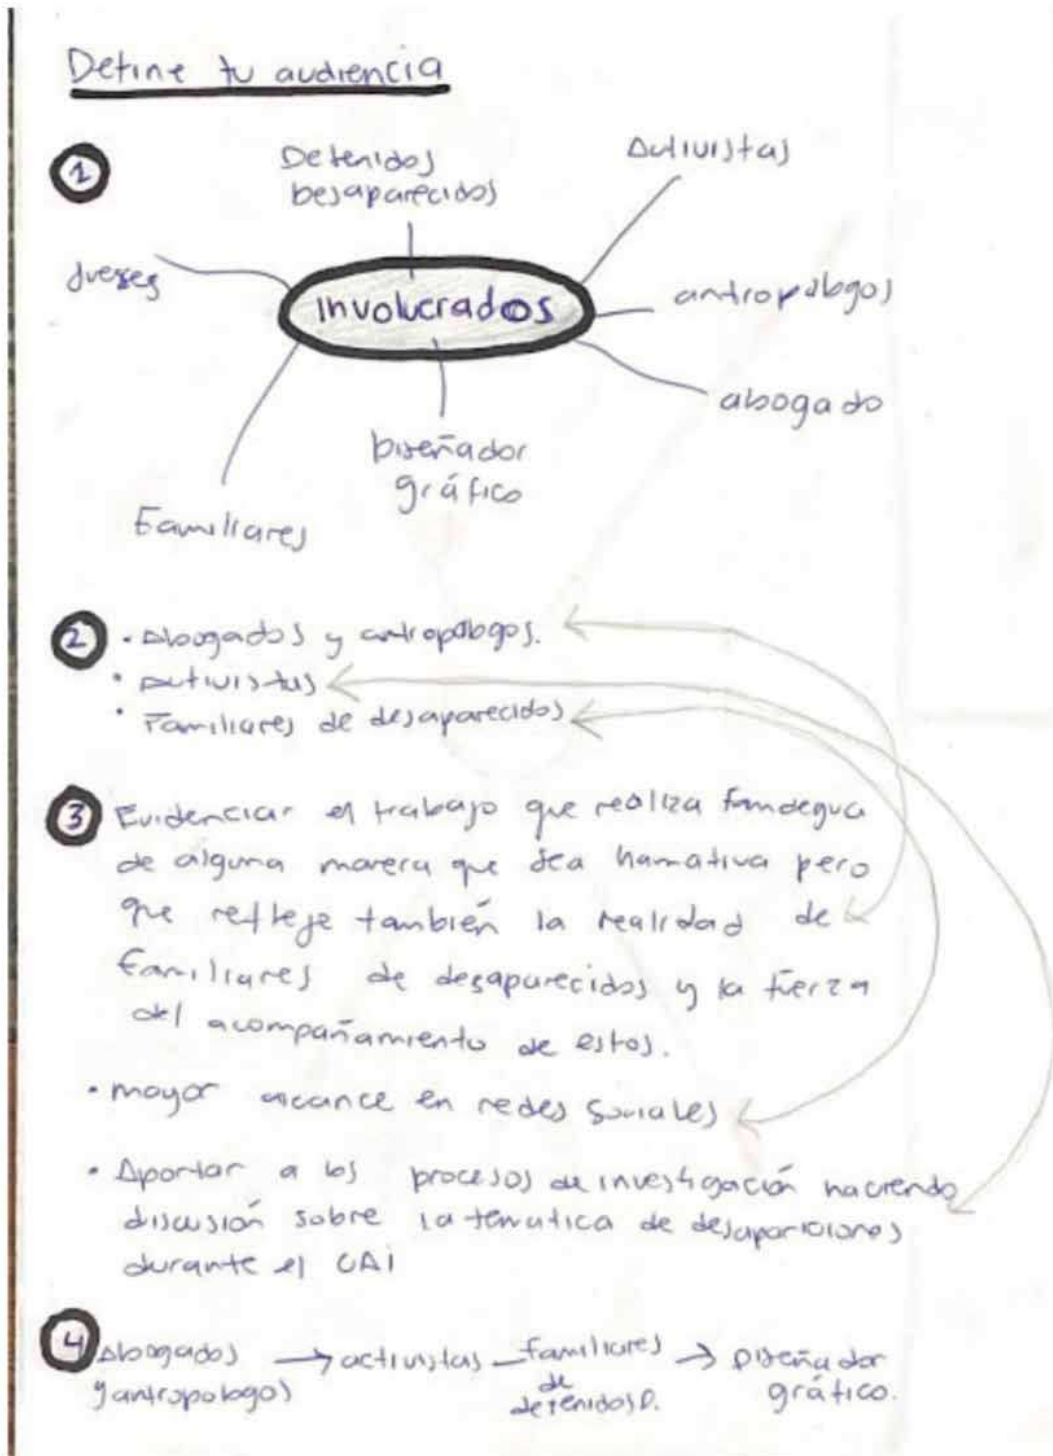 Define tu audiencia
1
Detenidos
Desaparecidos
Activistas
Jueses
involucrados
antropólogos
abogado
Diseñador
gráfico
Familiares
2 • Abogados y antropólogos.
• Activistas
• Familiares de desaparecidos
3 Evidenciar el trabajo que realiza famdegua
de alguna manera que sea llamativa pero
que refleje también la realidad de
familiares de desaparecidos y la fuerza
del acompañamiento de estos.
• mayor alcance en redes sociales
• Aportar a los procesos de investigación haciendo
discusión sobre la temática de desapariciones
durante el CAI
4 Abogados → activistas – familiares → Diseñador
y antropologos de gráfico.
detenidos D.